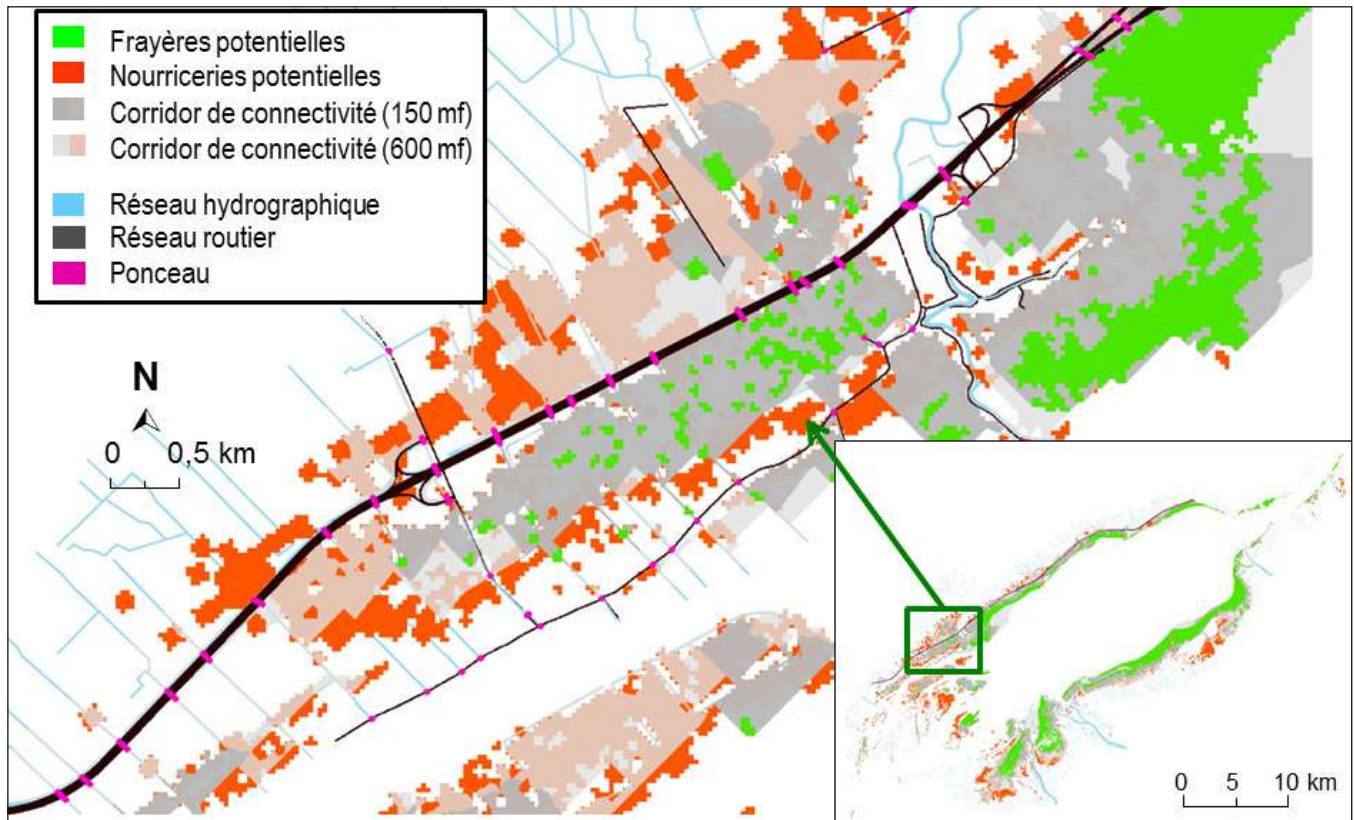 Frayères potentielles
Nourriceries potentielles
Corridor de connectivité (150 mf)
Corridor de connectivité (600 mf)
Réseau hydrographique
Réseau routier
Ponceau
N
0 0,5 km
0 5 10 km